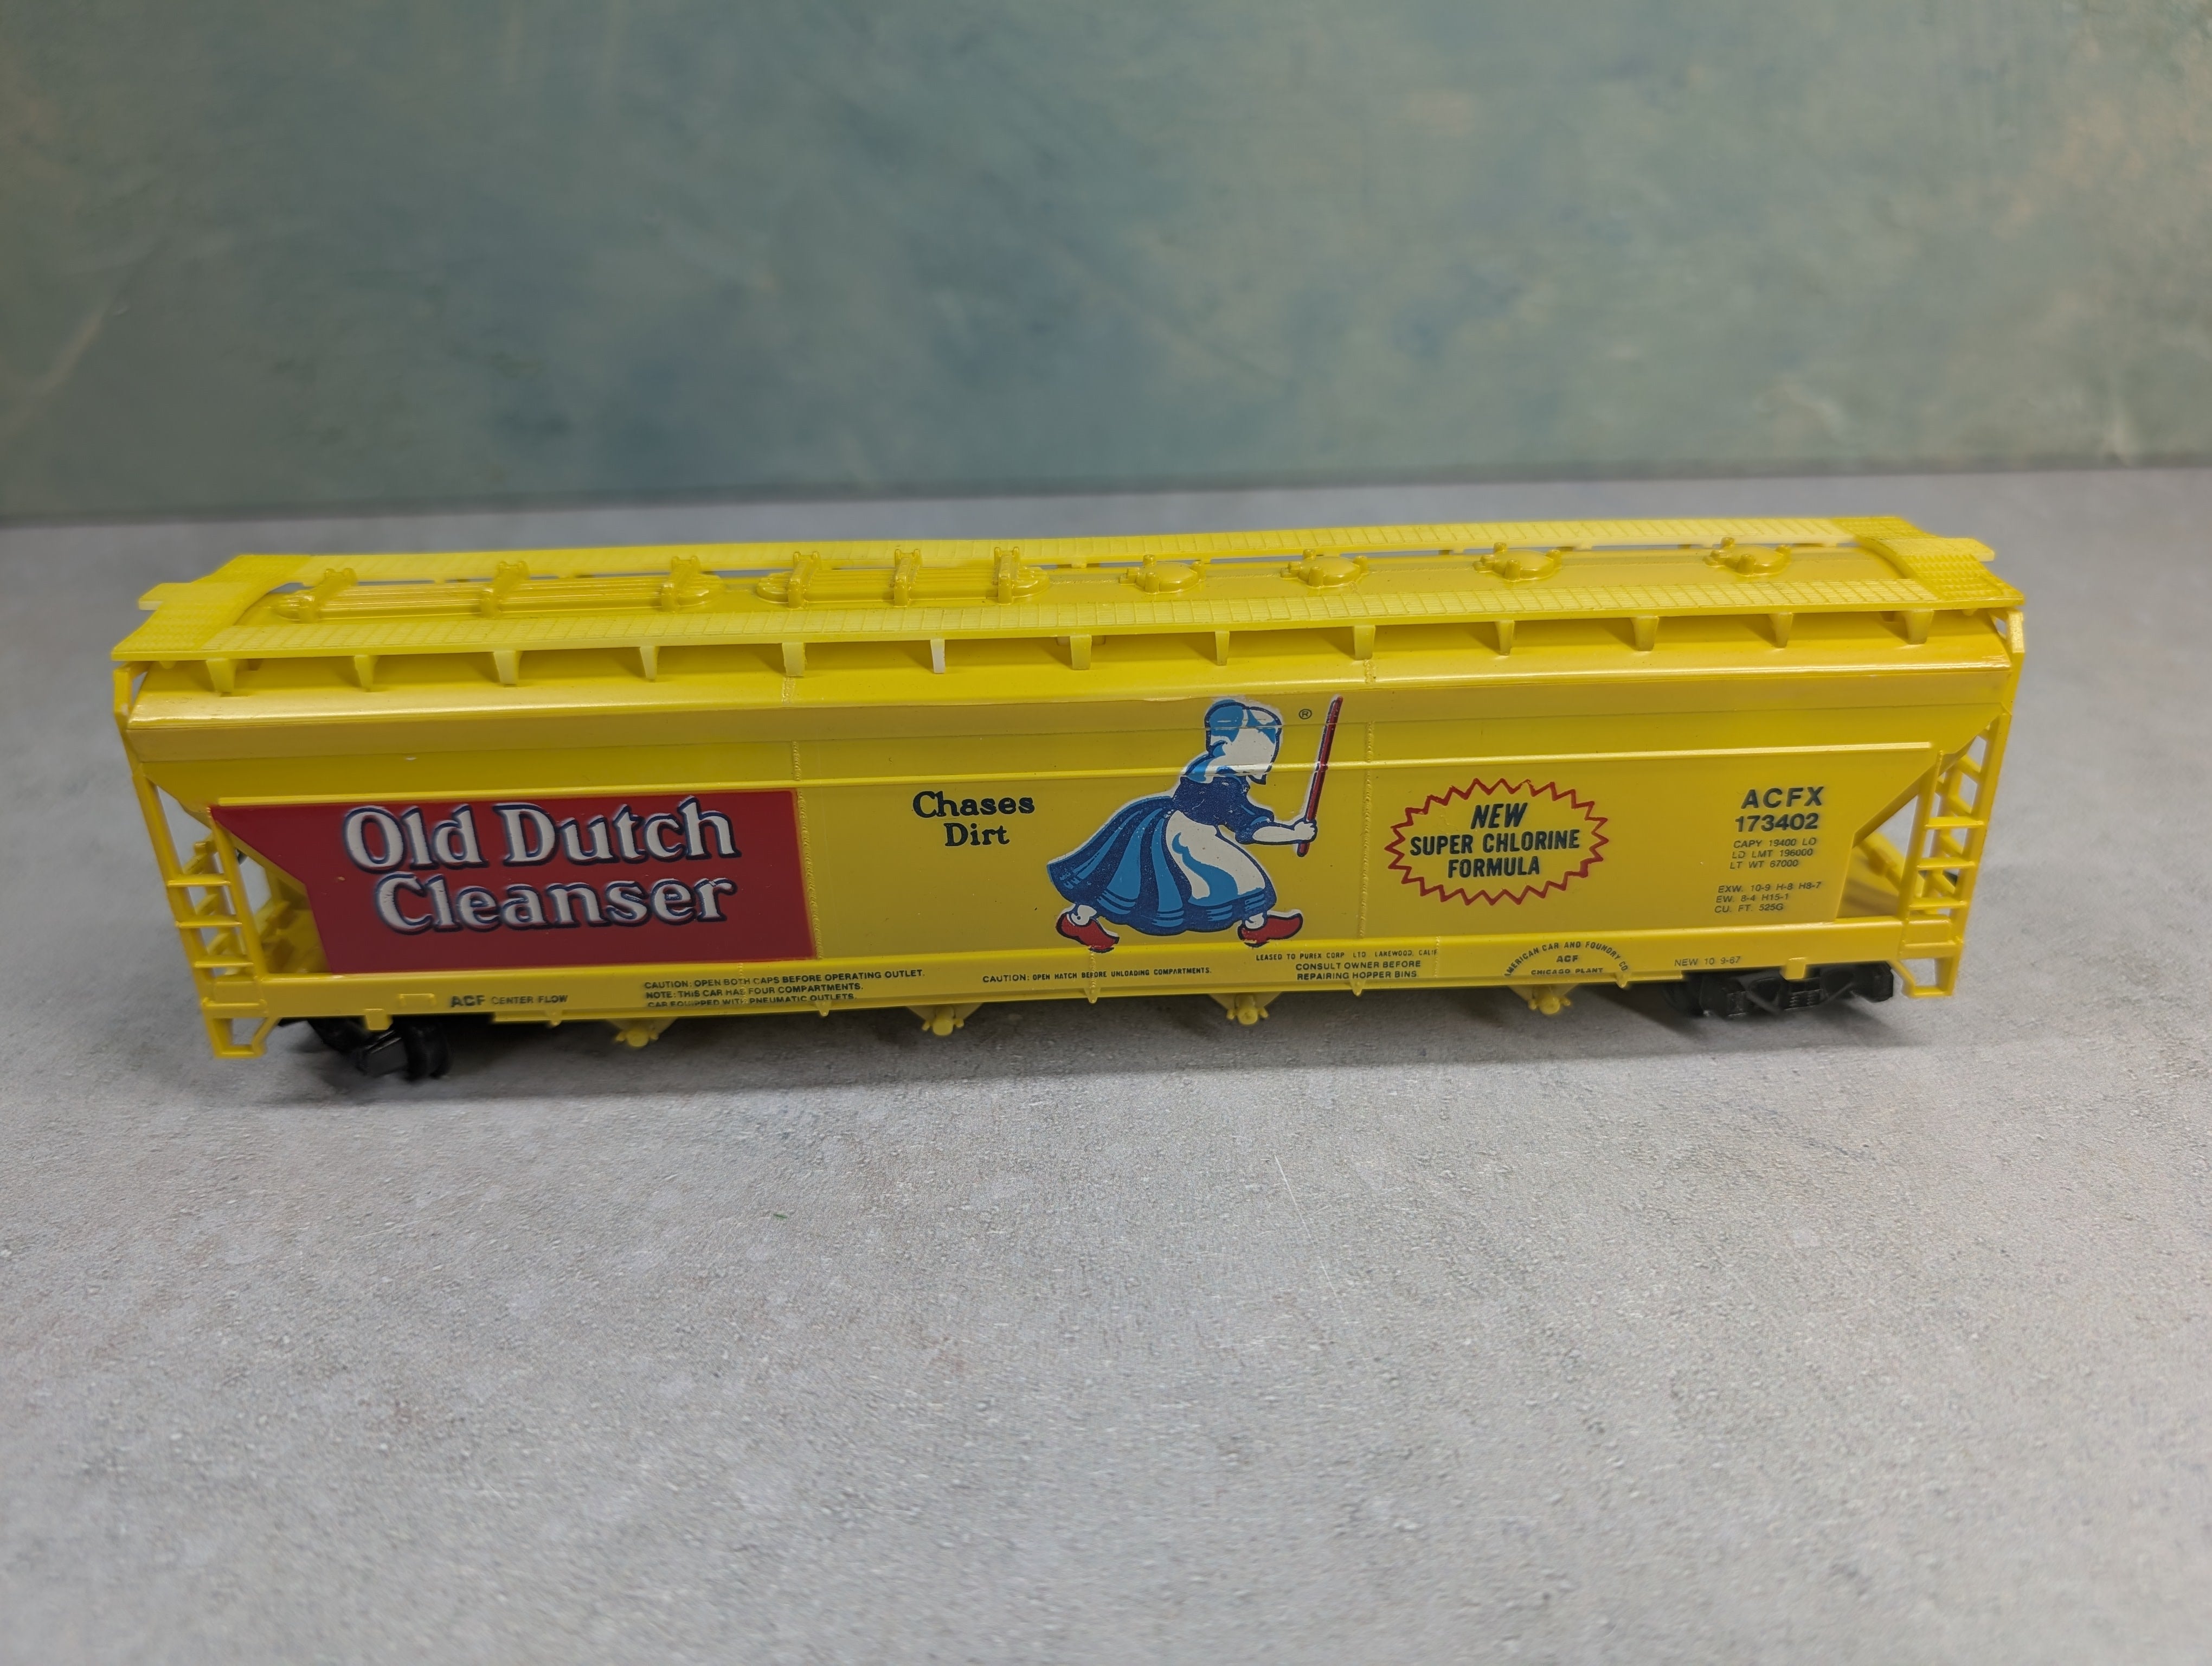 Old Dutch
Cleanser
Chases
Dirt
®
NEW
SUPER CHLORINE
FORMULA
ACFX
173402
CAPY 19400 LO
LD LMT 196000
LT WT 67000
EXW. 10-9 H-8 H8-7
EW. 8-4 H15-1
CU. FT. 525G
ACF CENTER FLOW
CAUTION: OPEN BOTH CAPS BEFORE OPERATING OUTLET.
NOTE: THIS CAR HAS FOUR COMPARTMENTS.
CAR EQUIPPED WITH PNEUMATIC OUTLETS.
CAUTION: OPEN HATCH BEFORE UNLOADING COMPARTMENTS.
LEASED TO PUREX CORP. LTD. LAKEWOOD, CALIF.
CONSULT OWNER BEFORE
REPAIRING HOPPER BINS
AMERICAN CAR AND FOUNDRY CO.
ACF
CHICAGO PLANT
NEW 10 9-67